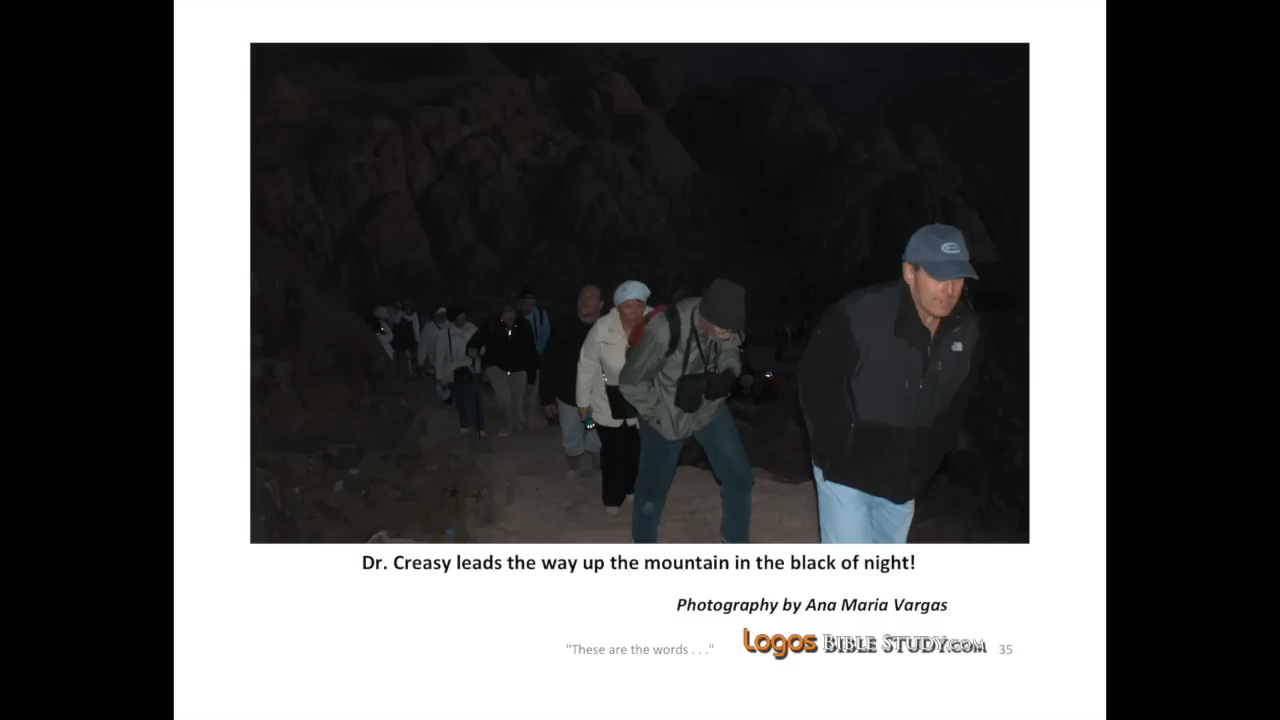 Dr. Creasy leads the way up the mountain in the black of night!
Photography by Ana Maria Vargas
"These are the words . . ."
Logos BIBLE STUDY.COM
35